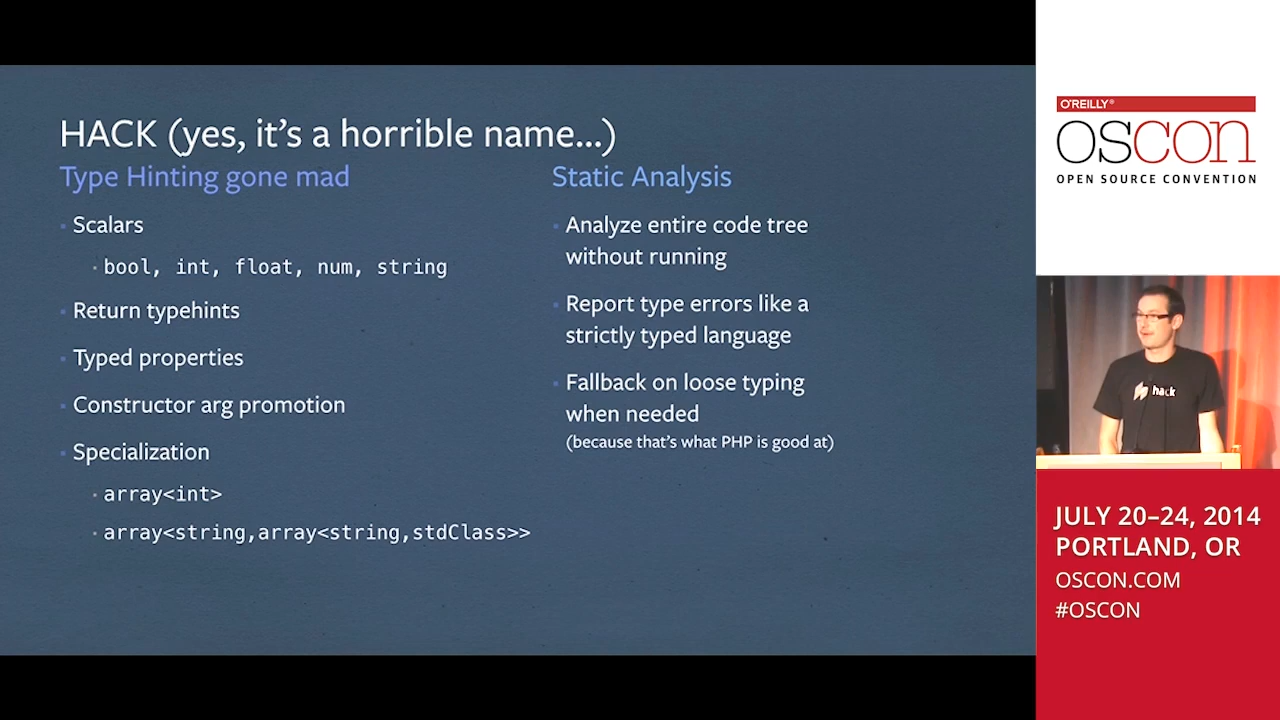 HACK (yes, it's a horrible name...)
Type Hinting gone mad
· Scalars
· bool, int, float, num, string
· Return typehints
· Typed properties
· Constructor arg promotion
· Specialization
· array<int>
· array<string,array<string,stdClass>>
Static Analysis
· Analyze entire code tree
without running
· Report type errors like a
strictly typed language
· Fallback on loose typing
when needed
(because that's what PHP is good at)
O'REILLY®
OSCON
OPEN SOURCE CONVENTION
hack
JULY 20–24, 2014
PORTLAND, OR
OSCON.COM
#OSCON